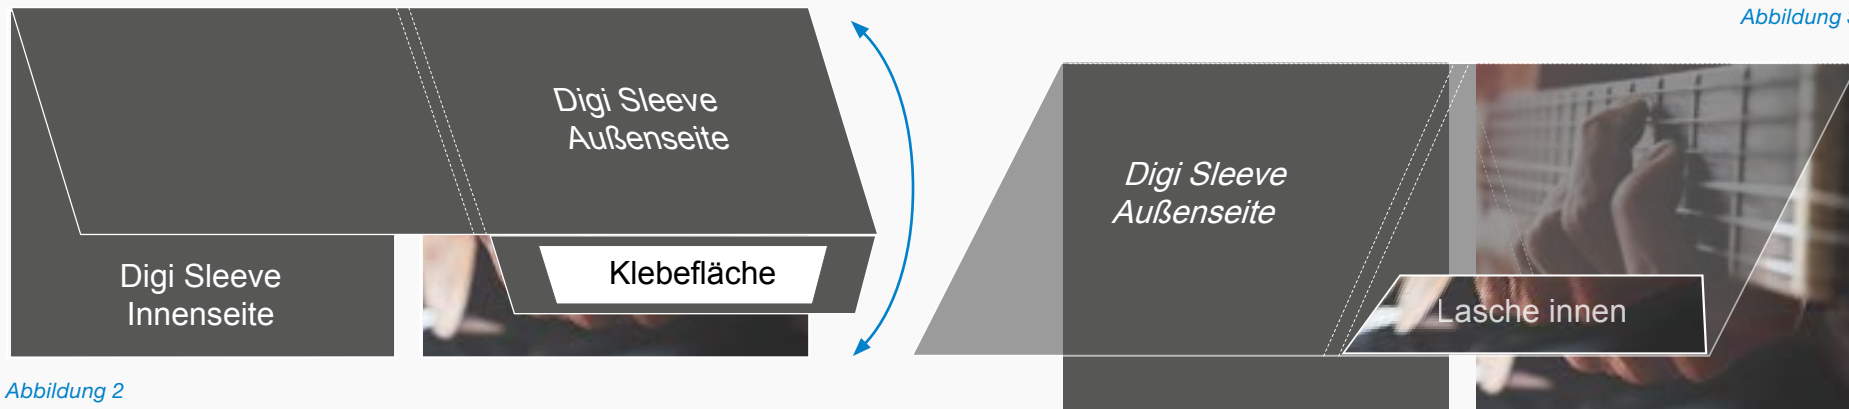 Digi Sleeve
Außenseite
Klebefläche
Digi Sleeve
Innenseite
Abbildung 2
Abbildung
Digi Sleeve
Außenseite
Lasche innen